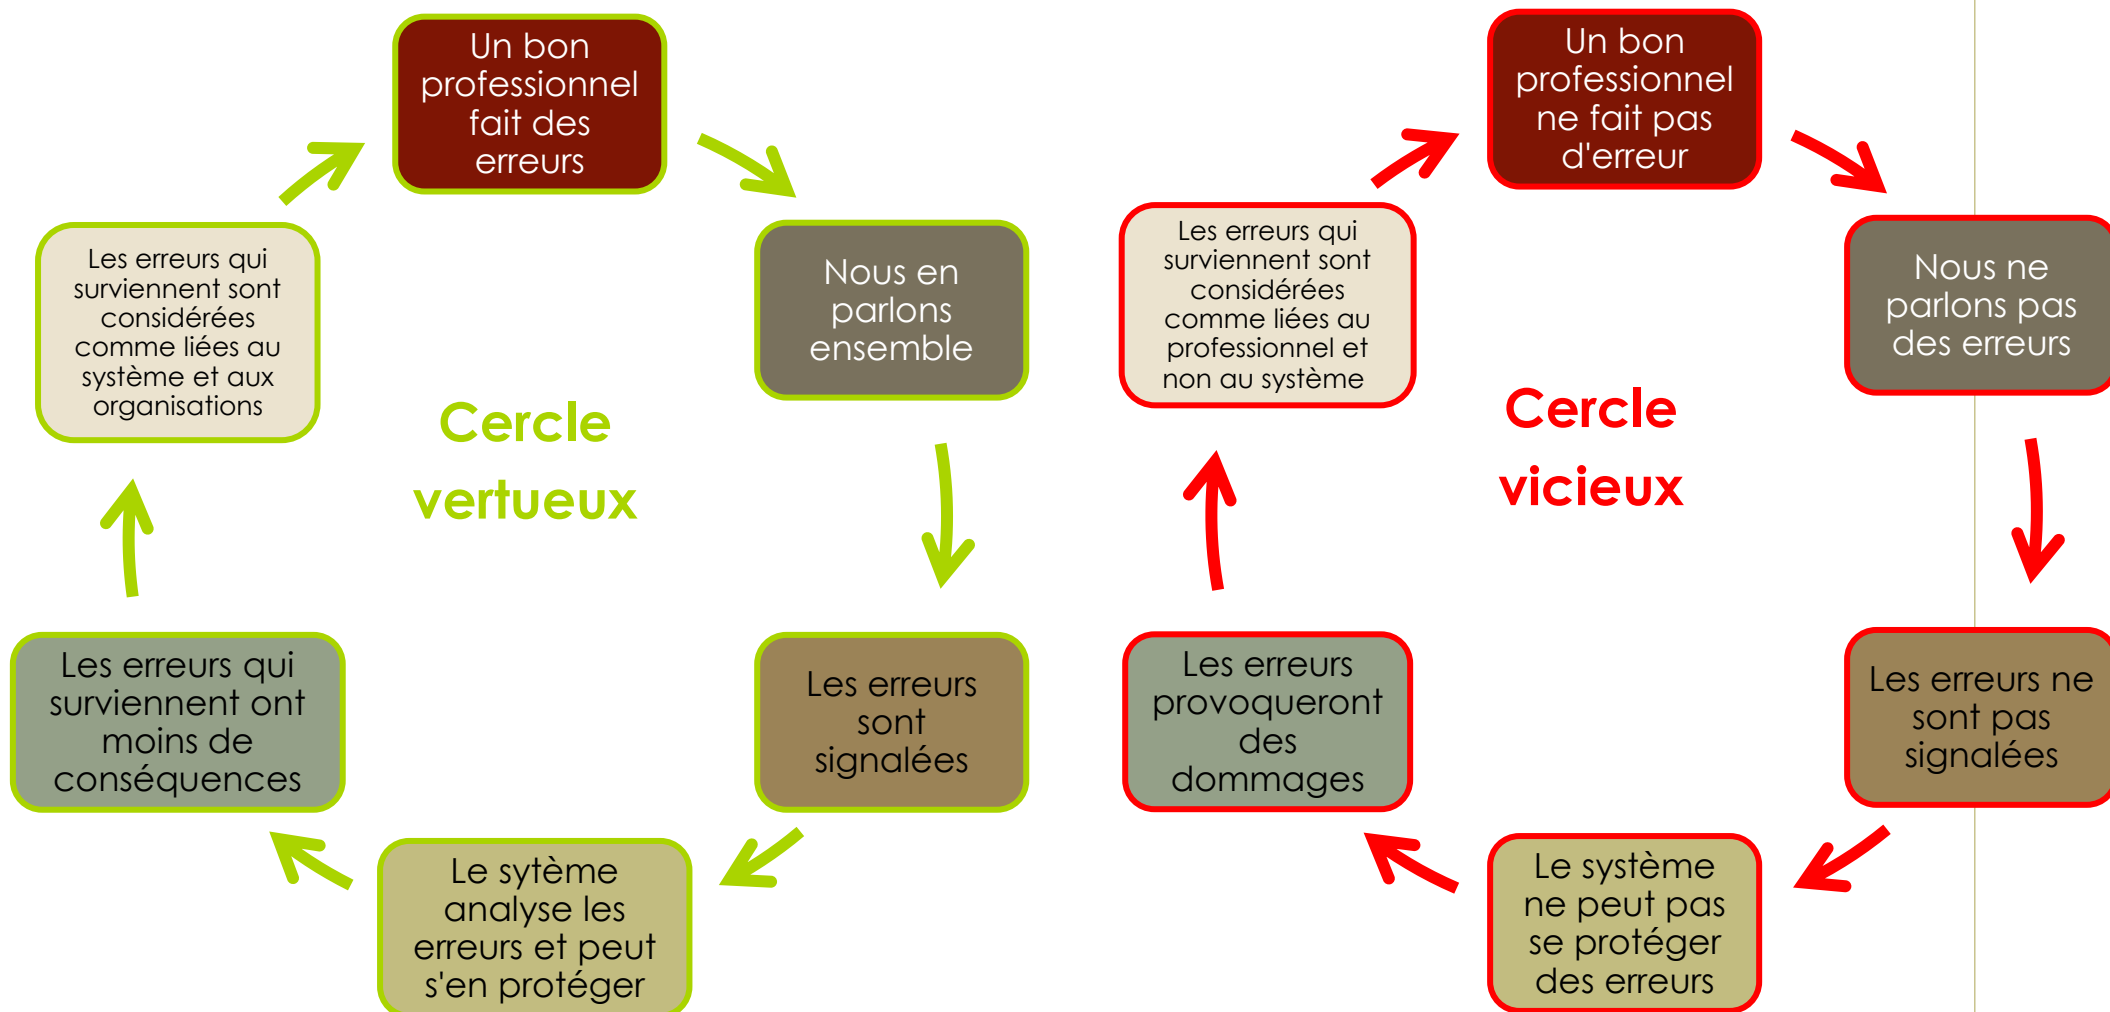 Un bon
professionnel
fait des
erreurs
Nous en
parlons
ensemble
Les erreurs
sont
signalées
Le sytème
analyse les
erreurs et peut
s'en protéger
Les erreurs qui
surviennent ont
moins de
conséquences
Les erreurs qui
surviennent sont
considérées
comme liées au
système et aux
organisations
Cercle
vertueux
Un bon
professionnel
ne fait pas
d'erreur
Nous ne
parlons pas
des erreurs
Les erreurs ne
sont pas
signalées
Le système
ne peut pas
se protéger
des erreurs
Les erreurs
provoqueront
des
dommages
Les erreurs qui
surviennent sont
considérées
comme liées au
professionnel et
non au système
Cercle
vicieux